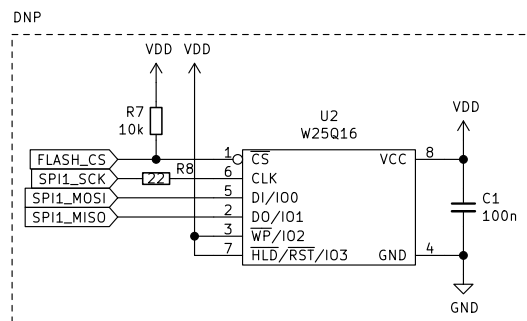 DNP
VDD VDD
R7
10k
U2
W25Q16
VDD
FLASH_CS 1 CS VCC 8
SPI1_SCK 22 R8 6 CLK
SPI1_MOSI 5 DI/IO0
SPI1_MISO 2 DO/IO1
3 WP/IO2
7 HLD/RST/IO3 GND 4
C1
100n
GND